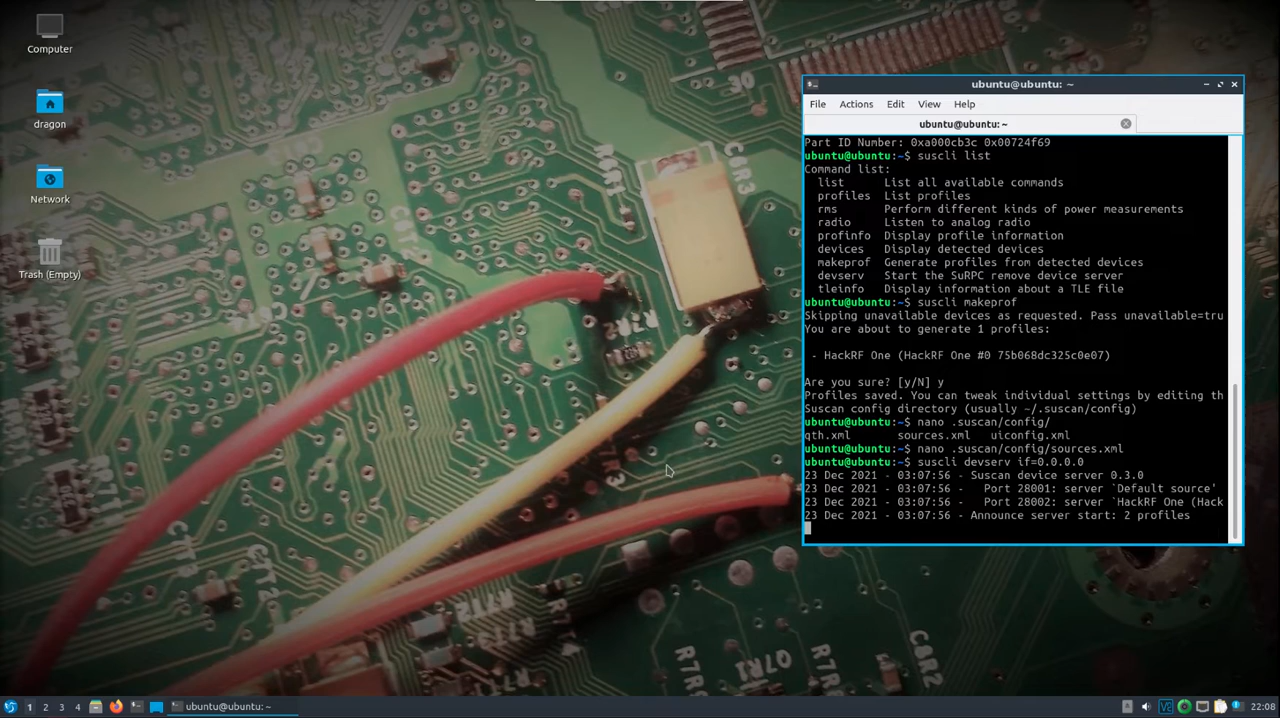 Computer
dragon
Network
Trash (Empty)
ubuntu@ubuntu: ~
File Actions Edit View Help
ubuntu@ubuntu: ~
Part ID Number: 0xa000cb3c 0x00724f69
ubuntu@ubuntu:~$ suscli list
Command list:
list List all available commands
profiles List profiles
rms Perform different kinds of power measurements
radio Listen to analog radio
profinfo Display profile information
devices Display detected devices
makeprof Generate profiles from detected devices
devserv Start the SuRPC remove device server
tleinfo Display information about a TLE file
ubuntu@ubuntu:~$ suscli makeprof
Skipping unavailable devices as requested. Pass unavailable=tru
You are about to generate 1 profiles:
- HackRF One (HackRF One #0 75b068dc325c0e07)
Are you sure? [y/N] y
Profiles saved. You can tweak individual settings by editing th
Suscan config directory (usually ~/.suscan/config)
ubuntu@ubuntu:~$ nano .suscan/config/
qth.xml sources.xml uiconfig.xml
ubuntu@ubuntu:~$ nano .suscan/config/sources.xml
ubuntu@ubuntu:~$ suscli devserv if=0.0.0.0
23 Dec 2021 - 03:07:56 - Suscan device server 0.3.0
23 Dec 2021 - 03:07:56 - Port 28001: server `Default source'
23 Dec 2021 - 03:07:56 - Port 28002: server `HackRF One (Hack
23 Dec 2021 - 03:07:56 - Announce server start: 2 profiles
30
C8R2
R7R
Q7R1
1 2 3 4
ubuntu@ubuntu: ~
22:08